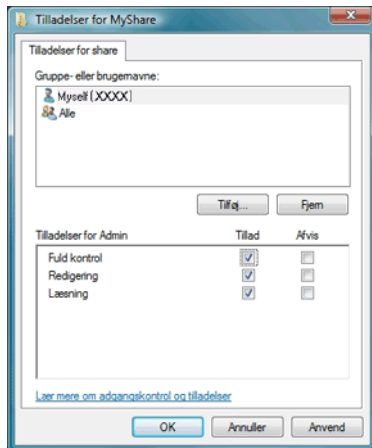 Tilladelser for MyShare
Tilladelser for share
Gruppe- eller brugernavne:
Myself (XXXX)
Alle
Tilføj... Fjern
Tilladelser for Admin Tillad Afvis
Fuld kontrol
Redigering
Læsning
Lær mere om adgangskontrol og tilladelser
OK Annuller Anvend